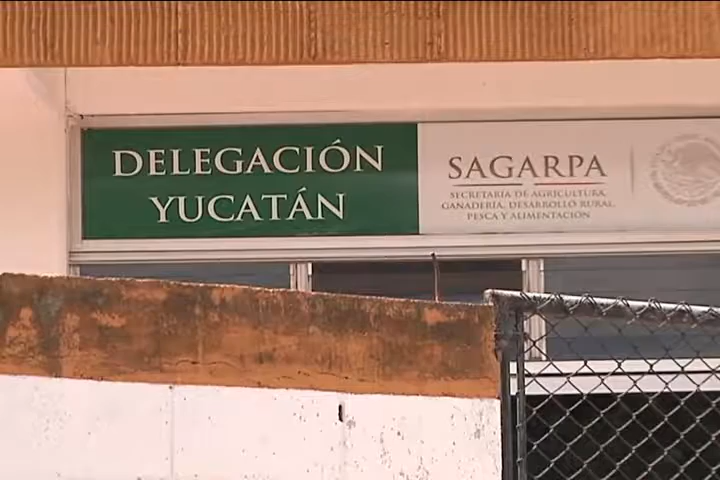 DELEGACIÓN
YUCATÁN
SAGARPA
SECRETARÍA DE AGRICULTURA,
GANADERÍA, DESARROLLO RURAL,
PESCA Y ALIMENTACIÓN